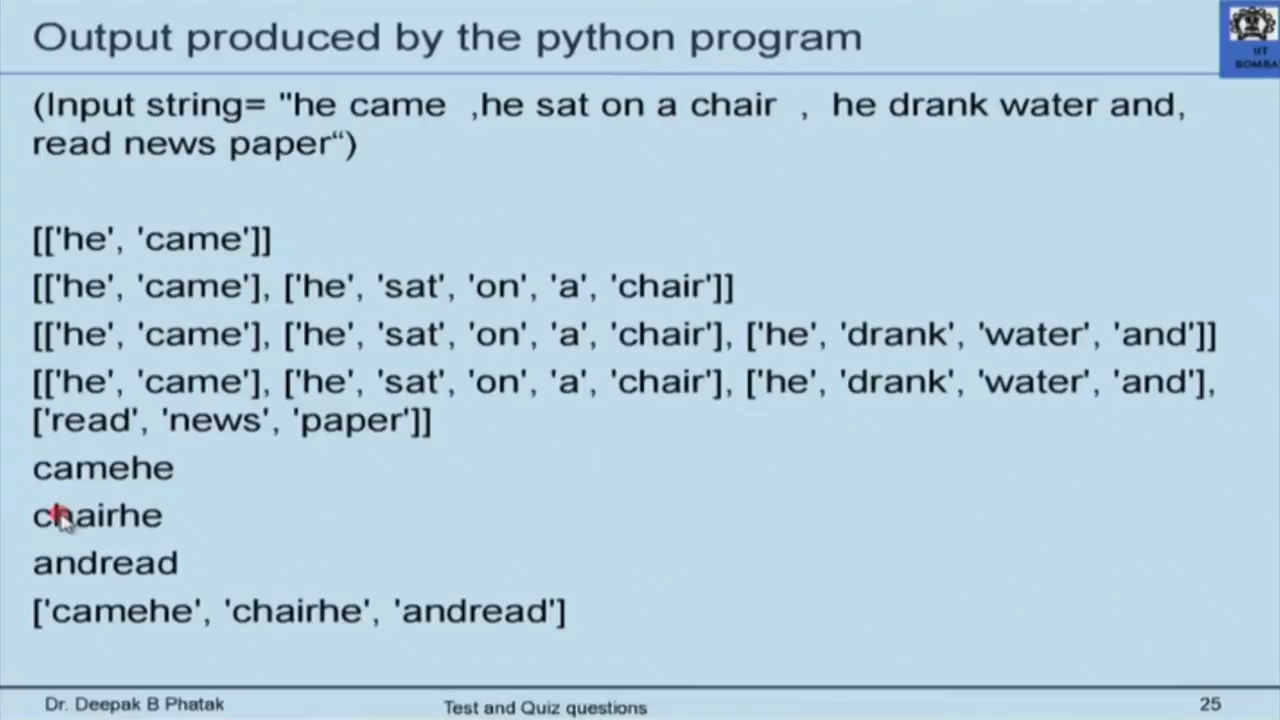 Output produced by the python program
IIT
BOMBA
(Input string= "he came  ,he sat on a chair  ,  he drank water and,
read news paper“)
[['he', 'came']]
[['he', 'came'], ['he', 'sat', 'on', 'a', 'chair']]
[['he', 'came'], ['he', 'sat', 'on', 'a', 'chair'], ['he', 'drank', 'water', 'and']]
[['he', 'came'], ['he', 'sat', 'on', 'a', 'chair'], ['he', 'drank', 'water', 'and'],
['read', 'news', 'paper']]
camehe
chairhe
andread
['camehe', 'chairhe', 'andread']
Dr. Deepak B Phatak
Test and Quiz questions
25